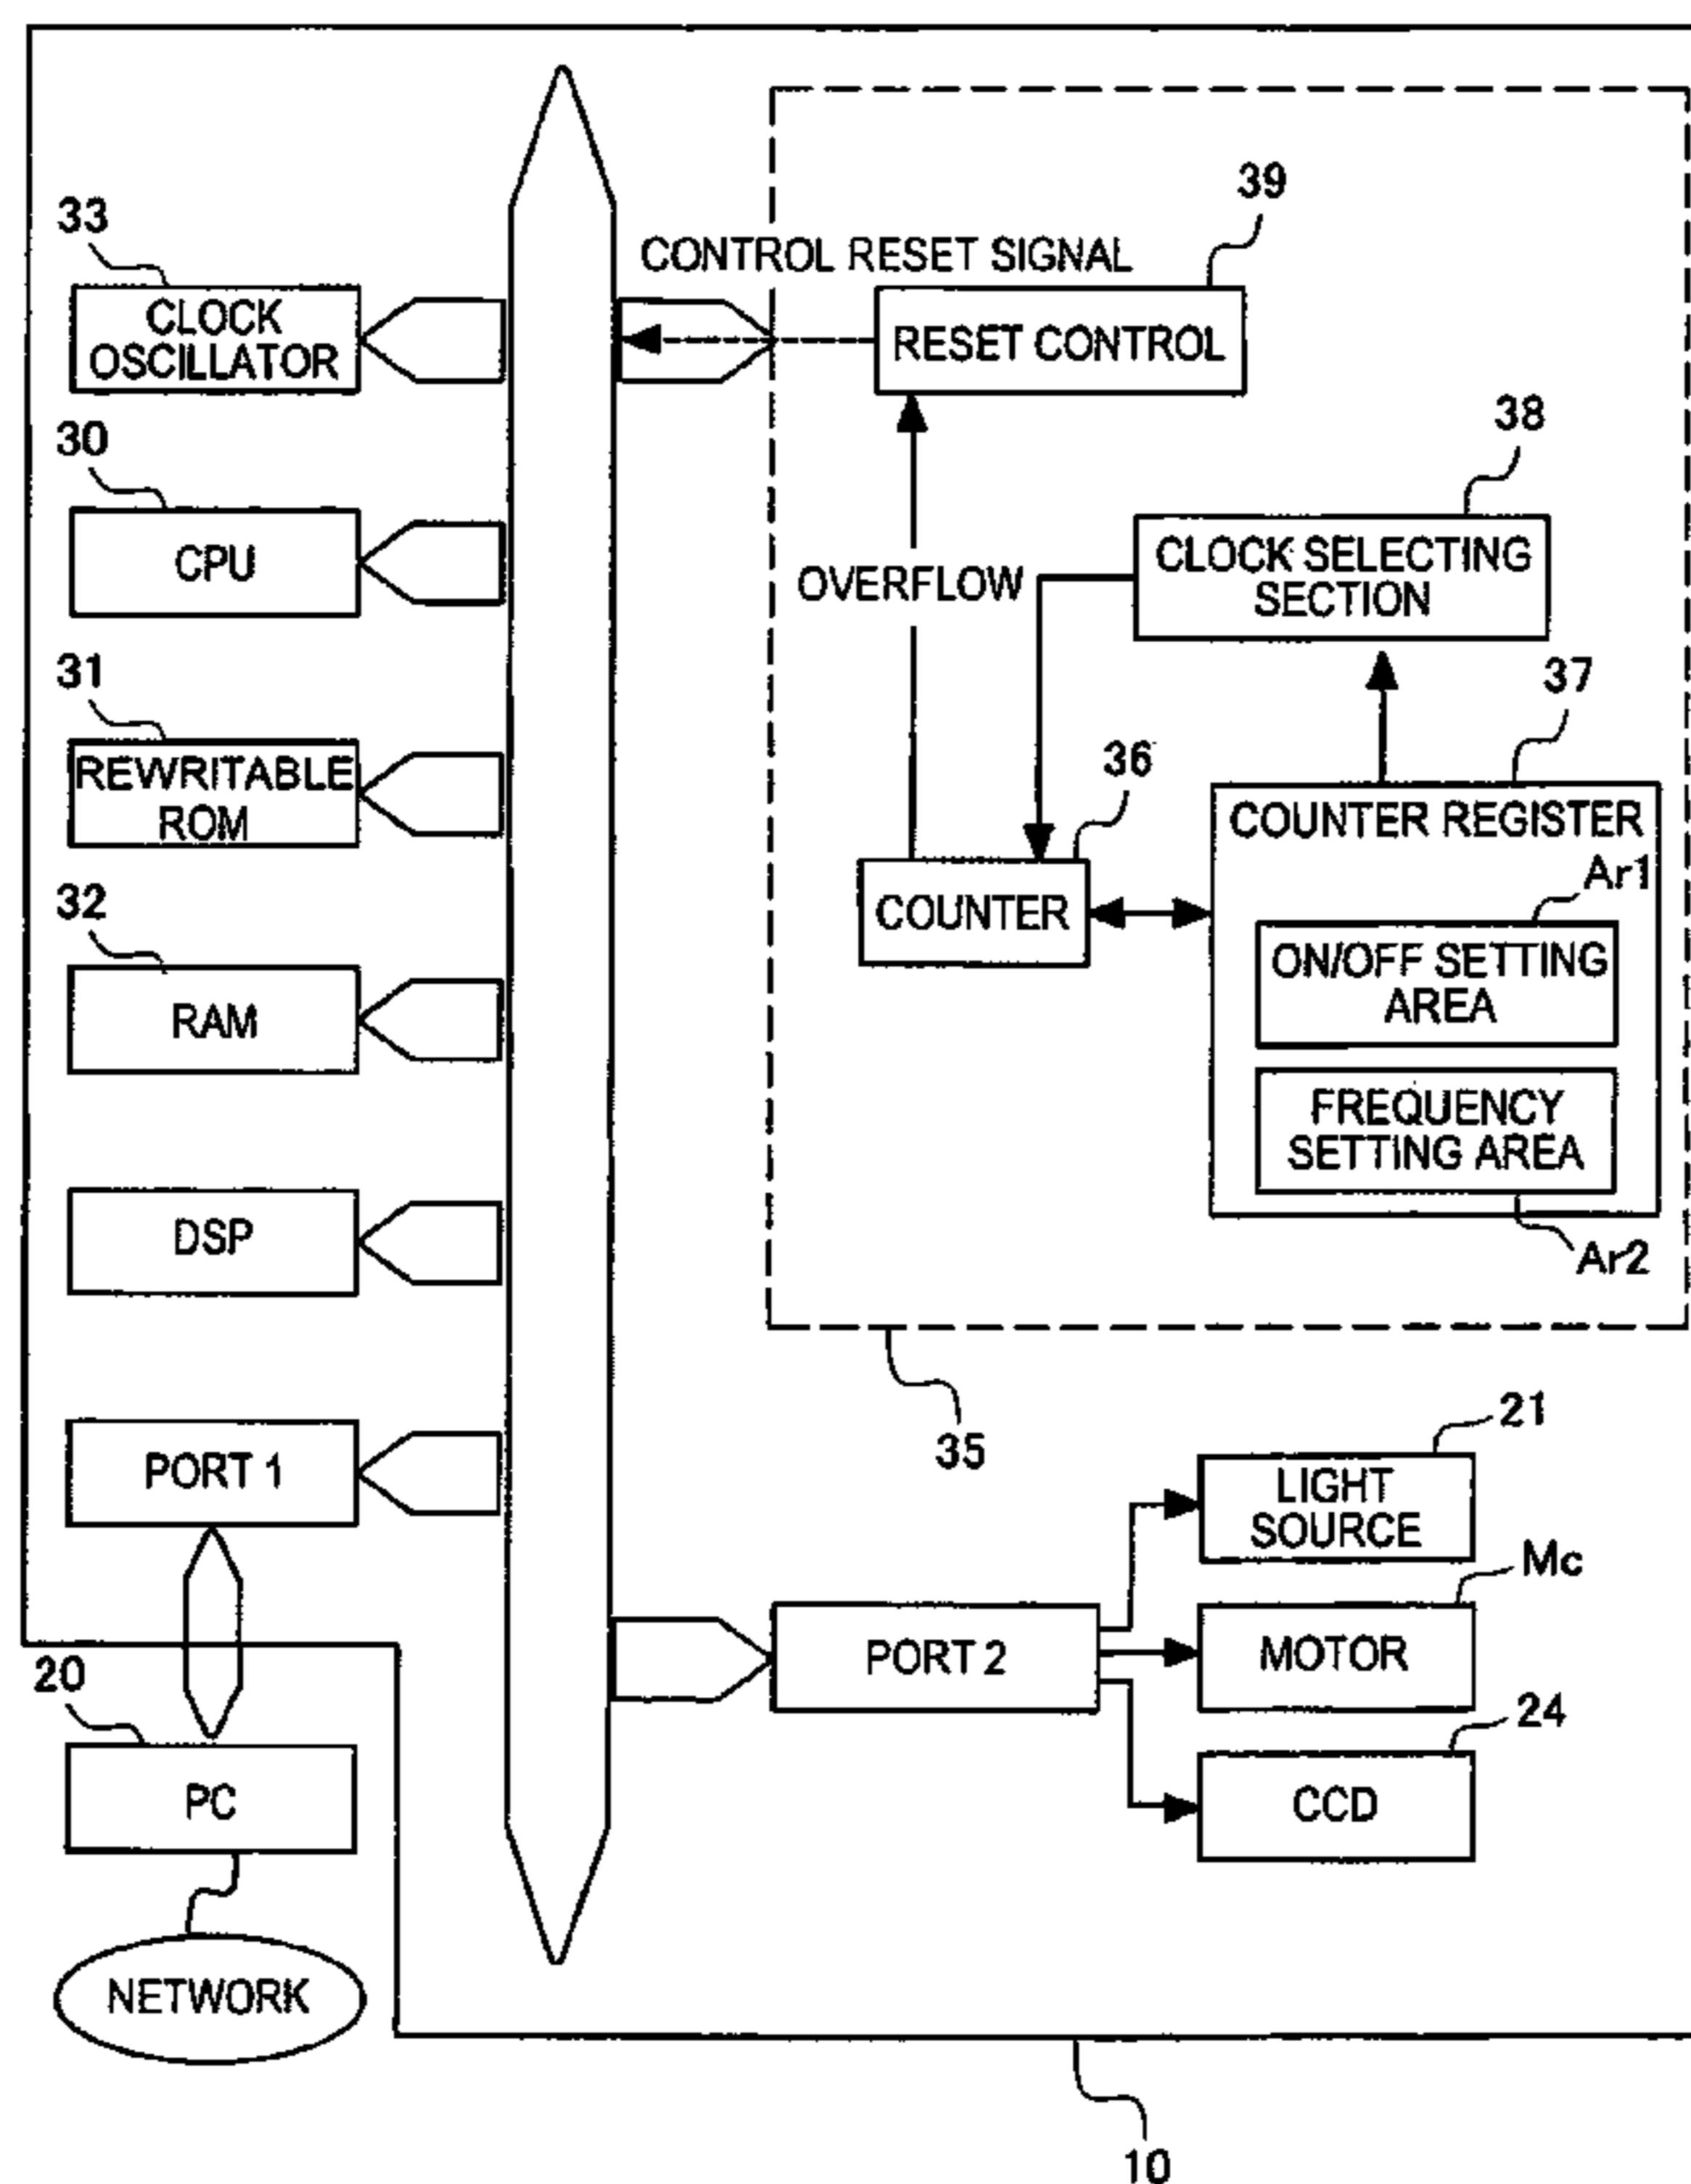 39
33
CONTROL RESET SIGNAL
CLOCK
OSCILLATOR
RESET CONTROL
38
30
CPU
OVERFLOW
CLOCK SELECTING
SECTION
31
REWRITABLE
ROM
37
36
COUNTER REGISTER
Ar1
32
RAM
COUNTER
ON/OFF SETTING
AREA
FREQUENCY
SETTING AREA
Ar2
DSP
35
PORT 1
21
LIGHT
SOURCE
Mc
PORT 2
MOTOR
20
24
PC
CCD
NETWORK
10